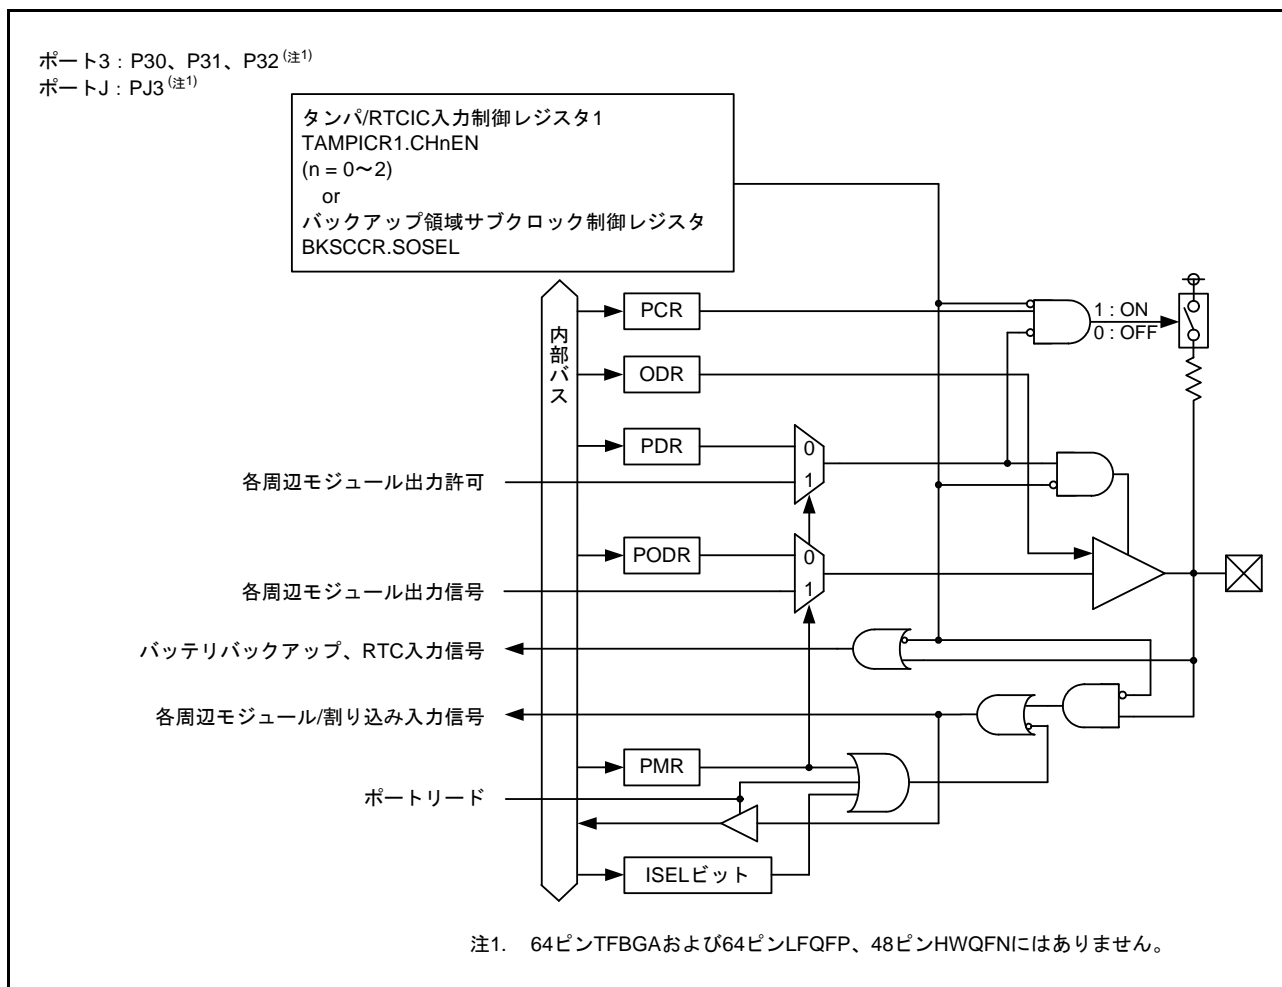 ポート3：P30、P31、P32 (注1)
ポートJ：PJ3 (注1)
タンパ/RTCIC入力制御レジスタ1
TAMPICR1.CHnEN
(n = 0～2)
or
バックアップ領域サブクロック制御レジスタ
BKSCCR.SOSEL
内部バス
PCR
1 : ON
0 : OFF
ODR
PDR
0
1
各周辺モジュール出力許可
PODR
0
1
各周辺モジュール出力信号
バッテリバックアップ、RTC入力信号
各周辺モジュール/割り込み入力信号
PMR
ポートリード
ISELビット
注1. 64ピンTFBGAおよび64ピンLFQFP、48ピンHWQFNにはありません。